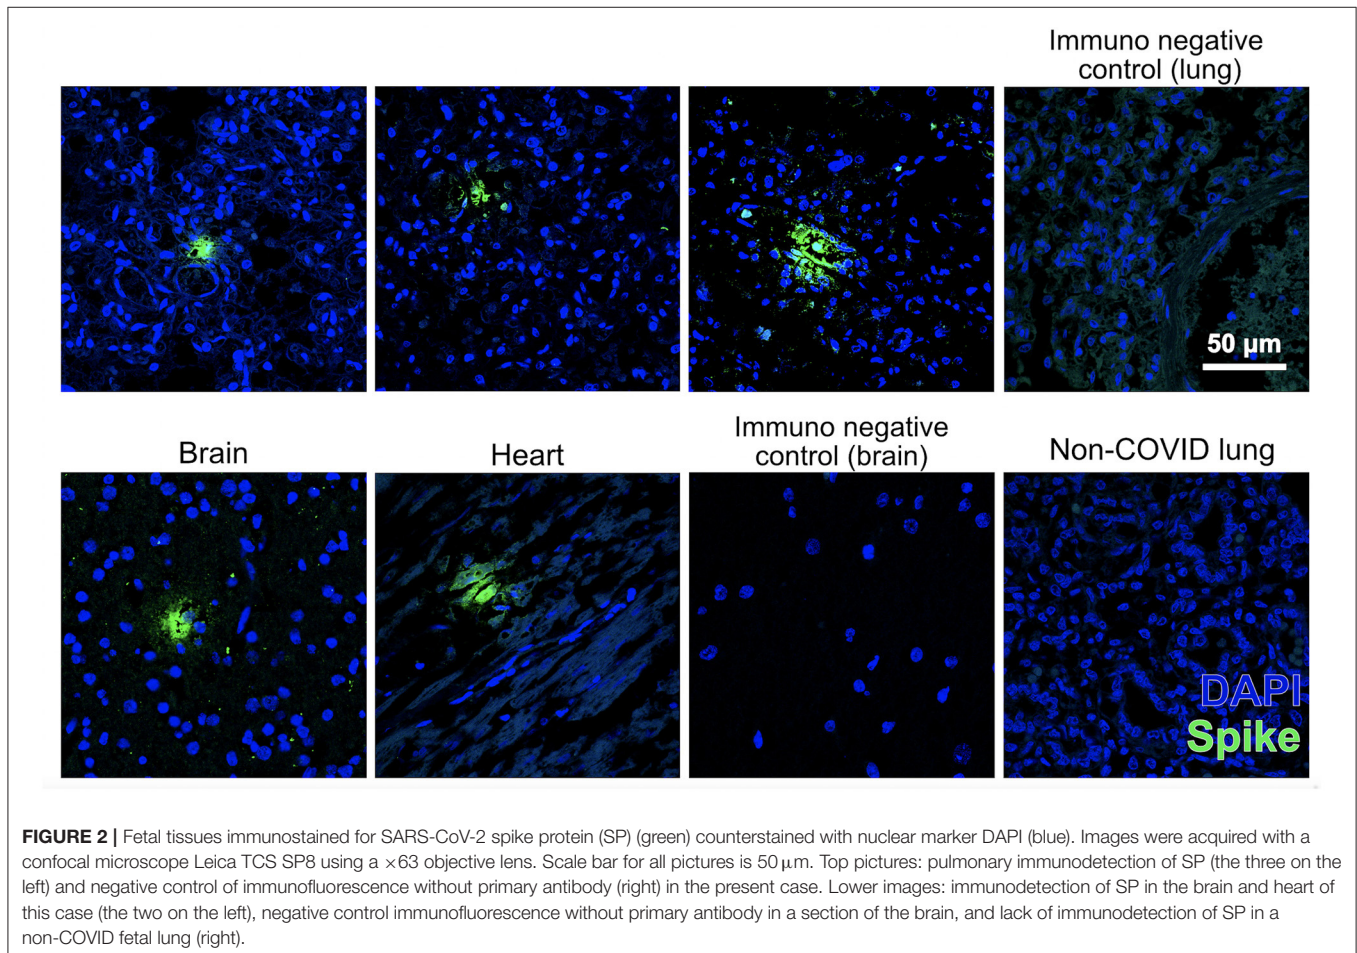 Immuno negative
control (lung)
50 µm
Brain
Heart
Immuno negative
control (brain)
Non-COVID lung
DAPI
Spike
FIGURE 2 | Fetal tissues immunostained for SARS-CoV-2 spike protein (SP) (green) counterstained with nuclear marker DAPI (blue). Images were acquired with a
confocal microscope Leica TCS SP8 using a ×63 objective lens. Scale bar for all pictures is 50 µm. Top pictures: pulmonary immunodetection of SP (the three on the
left) and negative control of immunofluorescence without primary antibody (right) in the present case. Lower images: immunodetection of SP in the brain and heart of
this case (the two on the left), negative control immunofluorescence without primary antibody in a section of the brain, and lack of immunodetection of SP in a
non-COVID fetal lung (right).